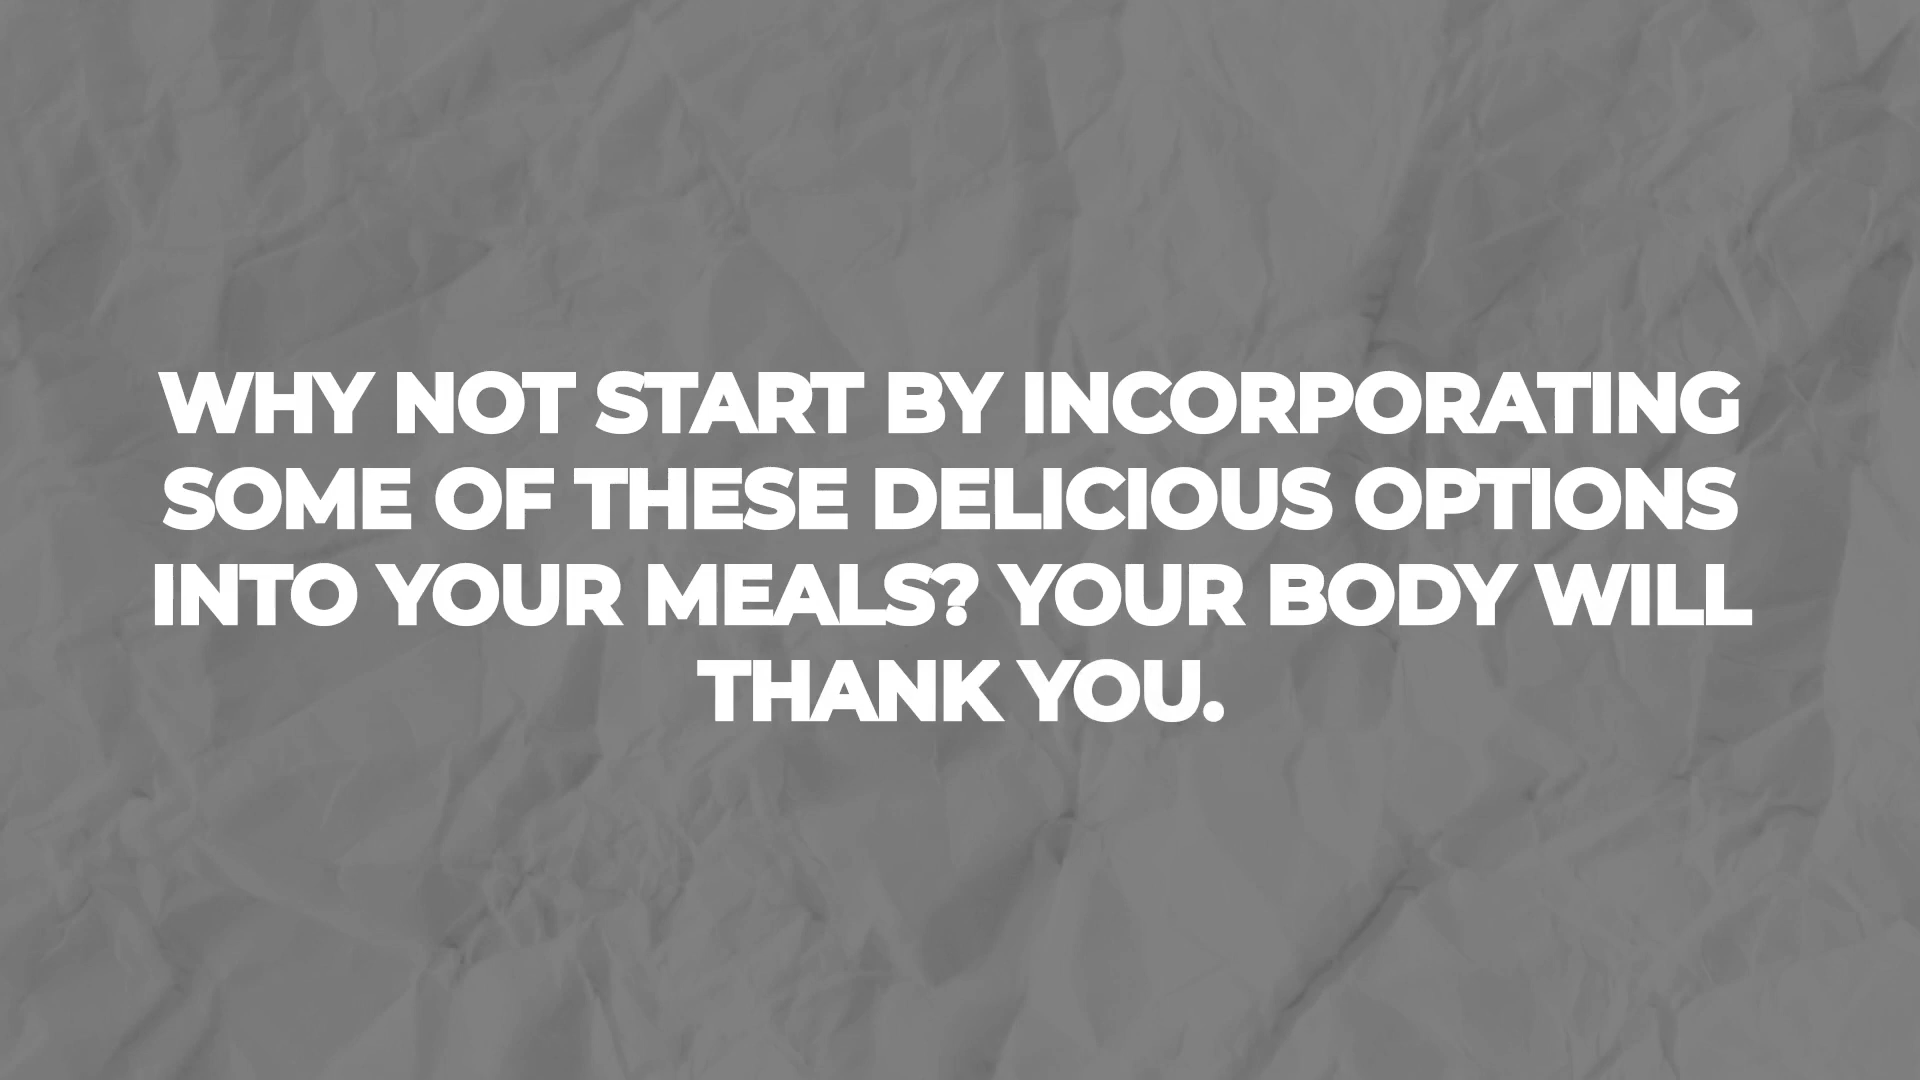 WHY NOT START BY INCORPORATING
SOME OF THESE DELICIOUS OPTIONS
INTO YOUR MEALS? YOUR BODY WILL
THANK YOU.